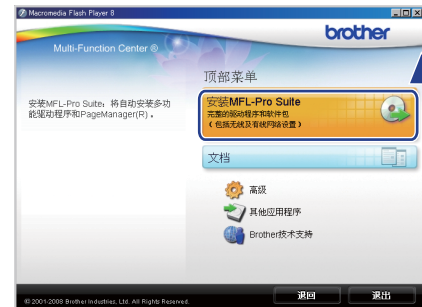 Macromedia Flash Player 8
brother
Multi-Function Center ®
顶部菜单
安装MFL-Pro Suite：将自动安装多功
能驱动程序和PageManager(R)。
安装MFL-Pro Suite
完整的驱动程序和软件包
（包括无线及有线网络设置）
文档
高级
其他应用程序
Brother技术支持
© 2001-2008 Brother Industries, Ltd. All Rights Reserved.
退回
退出